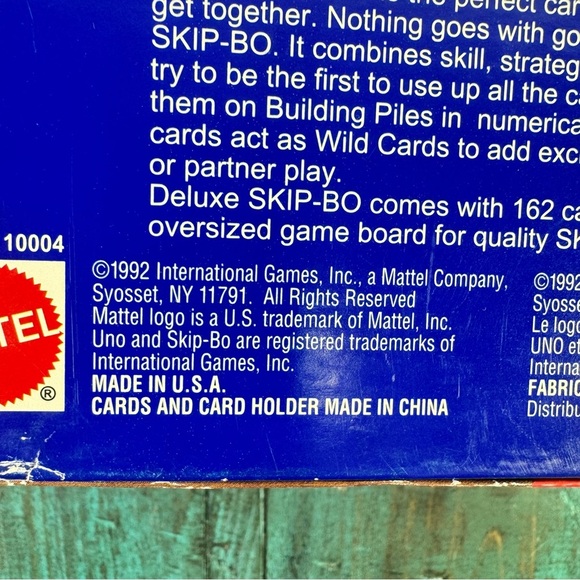 the perfect car
get together. Nothing goes with go
SKIP-BO. It combines skill, strateg
try to be the first to use up all the c
them on Building Piles in numerica
cards act as Wild Cards to add exc
or partner play.
Deluxe SKIP-BO comes with 162 ca
oversized game board for quality Sk
10004
TEL
®
©1992 International Games, Inc., a Mattel Company,
Syosset, NY 11791. All Rights Reserved
Mattel logo is a U.S. trademark of Mattel, Inc.
Uno and Skip-Bo are registered trademarks of
International Games, Inc.
MADE IN U.S.A.
CARDS AND CARD HOLDER MADE IN CHINA
©1992
Syosse
Le logo
UNO et
Interna
FABRIC
Distribu